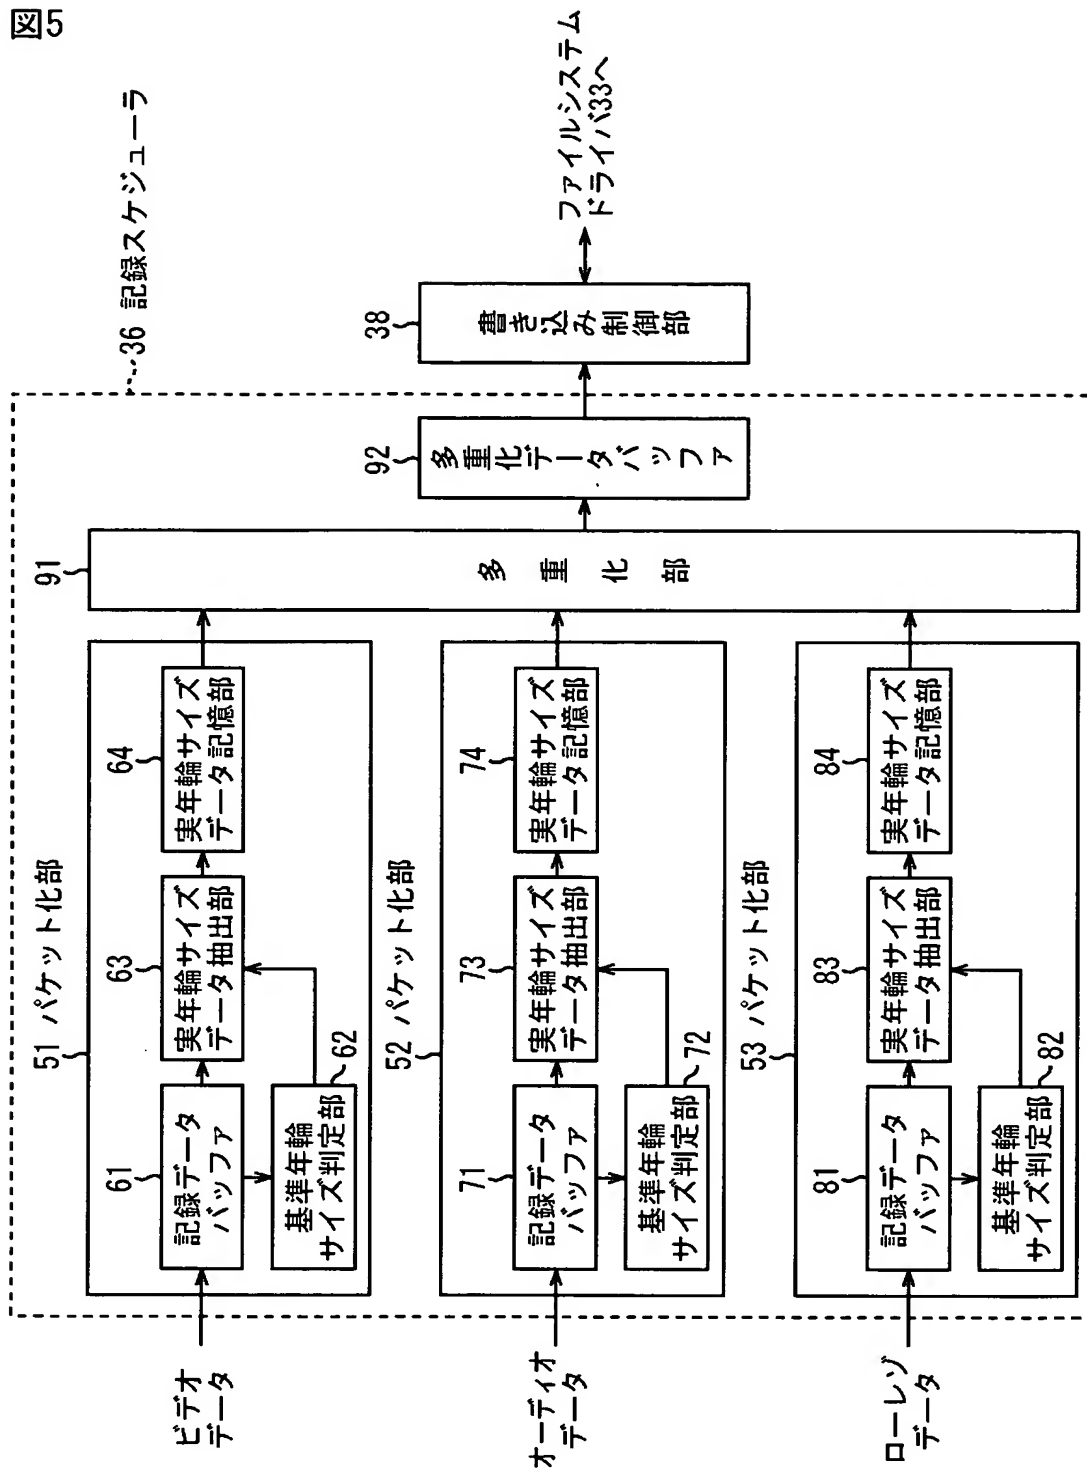 図5
36 記録スケジューラ
51 パケット化部
ビデオ
データ
61
記録データ
バッファ
基準年輪
サイズ判定部
62
63
実年輪サイズ
データ抽出部
64
実年輪サイズ
データ記憶部
52 パケット化部
オーディオ
データ
71
記録データ
バッファ
基準年輪
サイズ判定部
72
73
実年輪サイズ
データ抽出部
74
実年輪サイズ
データ記憶部
53 パケット化部
ローレゾ
データ
81
記録データ
バッファ
基準年輪
サイズ判定部
82
83
実年輪サイズ
データ抽出部
84
実年輪サイズ
データ記憶部
91
多重化部
92
多重化データバッファ
38
書き込み制御部
ファイルシステム
ドライバ33へ